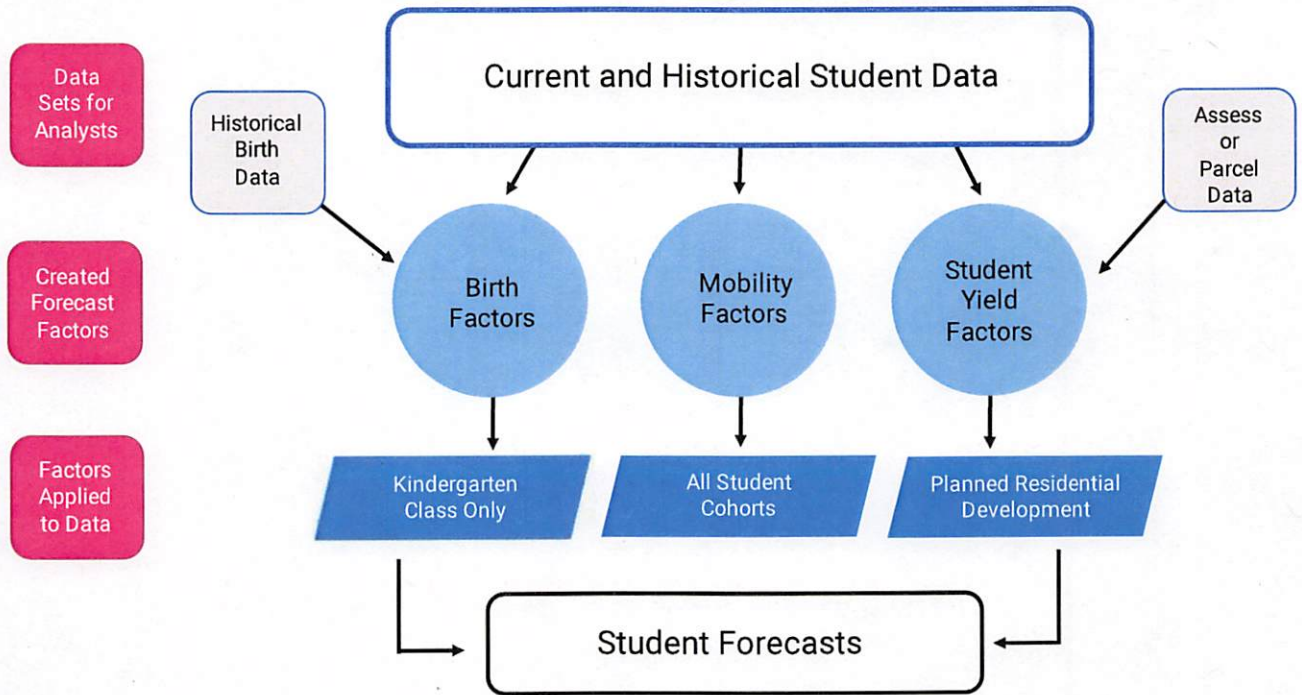 Current and Historical Student Data
Data
Sets for
Analysts
Historical
Birth
Data
Assess
or
Parcel
Data
Created
Forecast
Factors
Birth
Factors
Mobility
Factors
Student
Yield
Factors
Factors
Applied
to Data
Kindergarten
Class Only
All Student
Cohorts
Planned Residential
Development
Student Forecasts